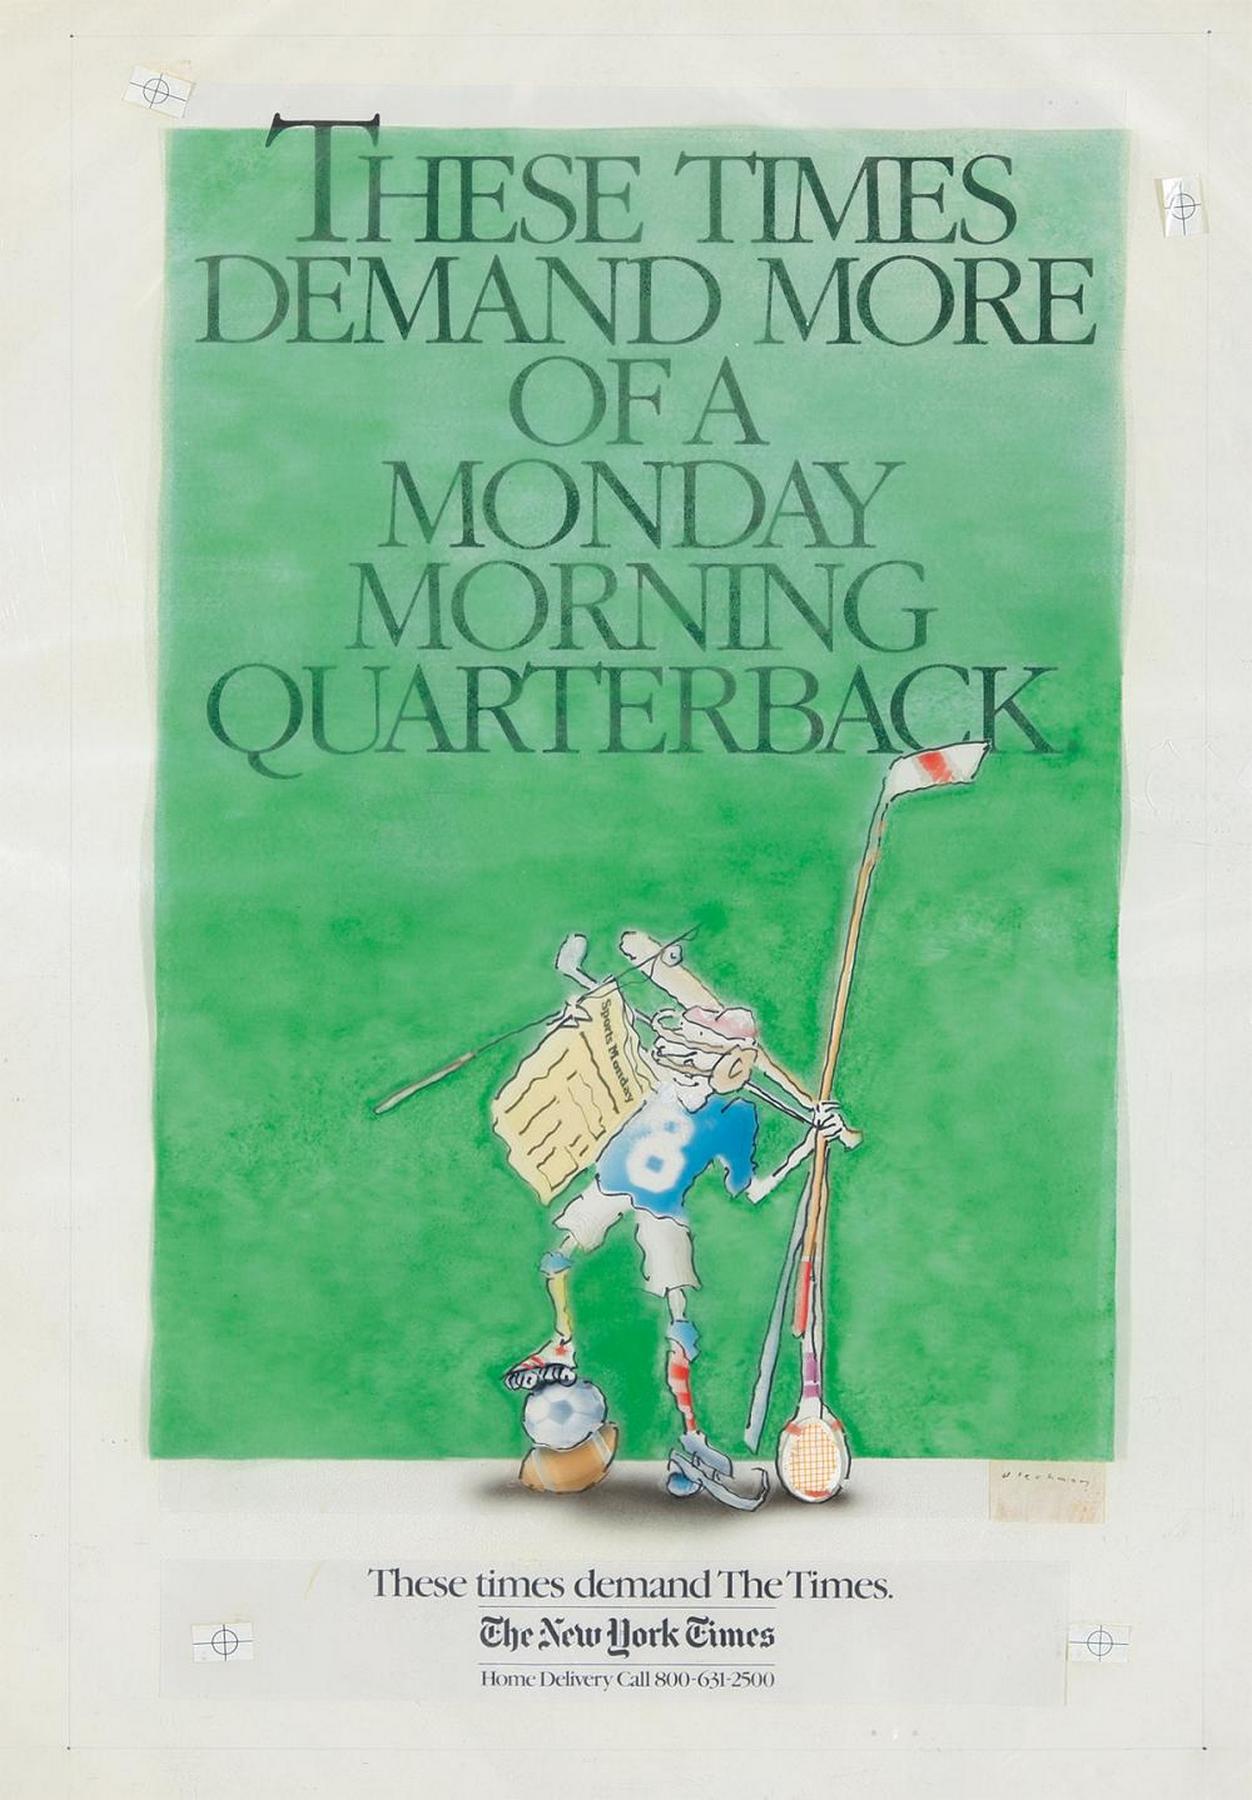 THESE TIMES
DEMAND MORE
OF A
MONDAY
MORNING
QUARTERBACK
Sports Monday
8
These times demand The Times.
The New York Times
Home Delivery Call 800-631-2500